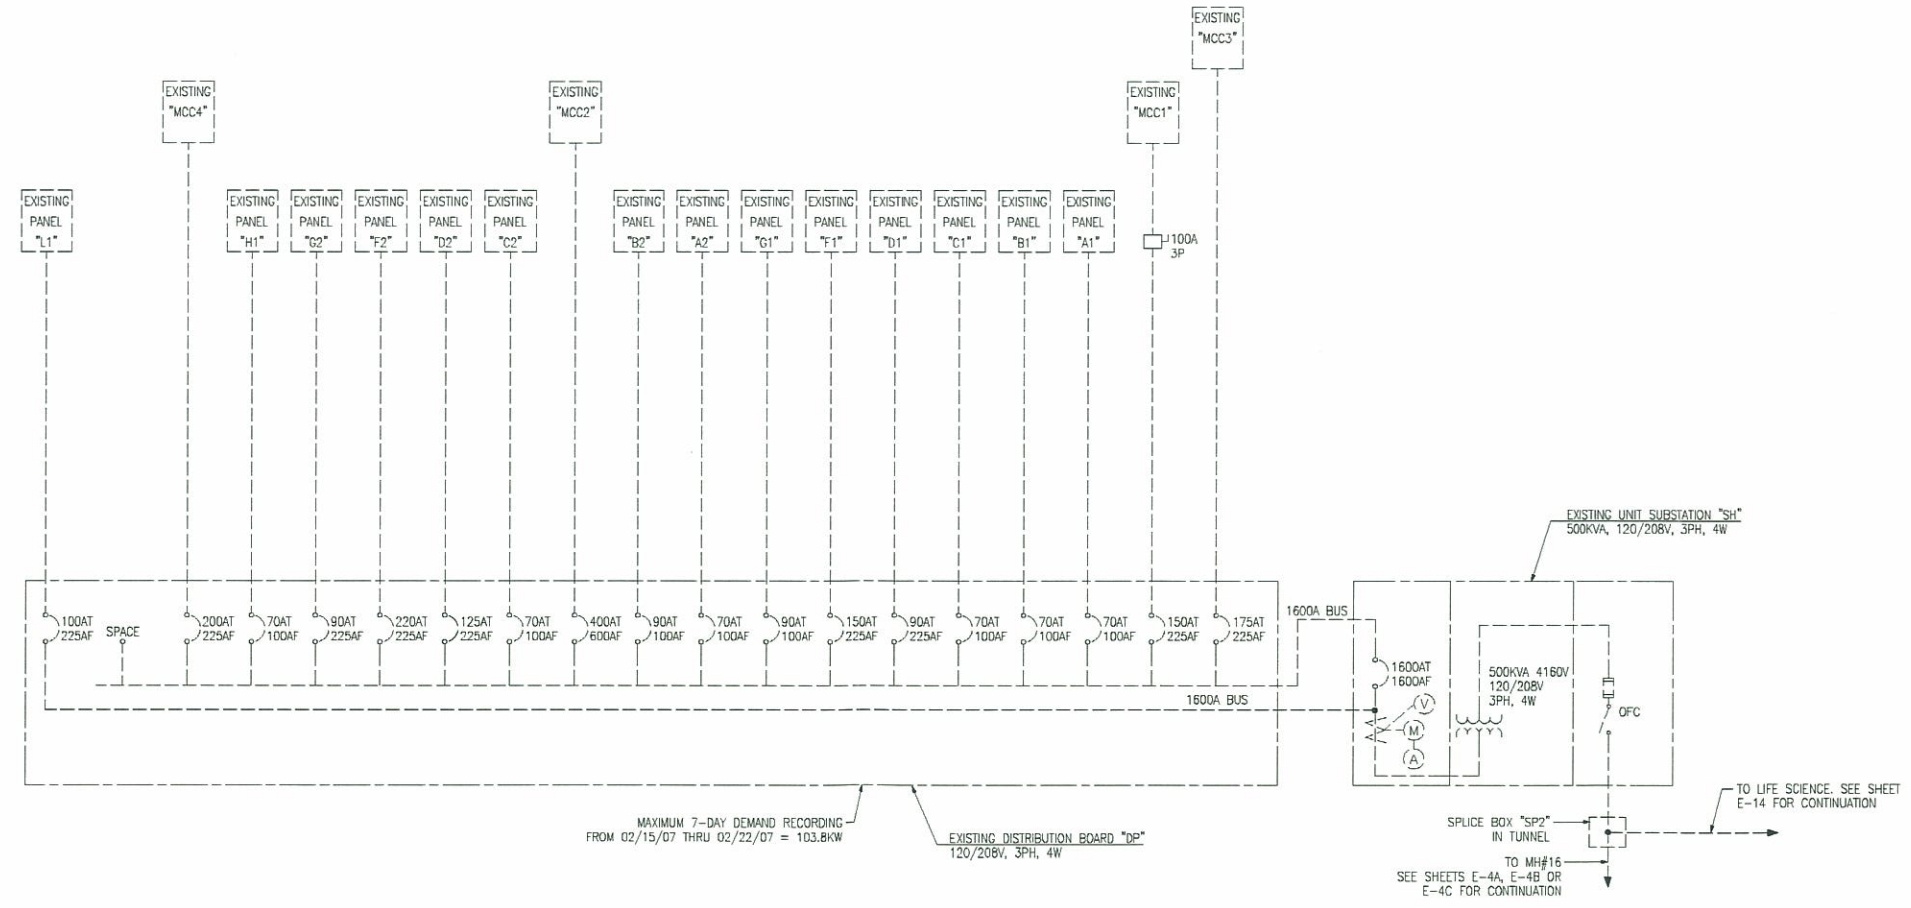 EXISTING
"MCC3"
EXISTING
"MCC4"
EXISTING
"MCC2"
EXISTING
"MCC1"
EXISTING
PANEL
"L1"
EXISTING
PANEL
"H1"
EXISTING
PANEL
"G2"
EXISTING
PANEL
"F2"
EXISTING
PANEL
"D2"
EXISTING
PANEL
"C2"
EXISTING
PANEL
"B2"
EXISTING
PANEL
"A2"
EXISTING
PANEL
"G1"
EXISTING
PANEL
"F1"
EXISTING
PANEL
"D1"
EXISTING
PANEL
"C1"
EXISTING
PANEL
"B1"
EXISTING
PANEL
"A1"
100A
3P
EXISTING UNIT SUBSTATION "SH"
500KVA, 120/208V, 3PH, 4W
100AT
225AF
SPACE
200AT
225AF
70AT
100AF
90AT
225AF
220AT
225AF
125AT
225AF
70AT
100AF
400AT
600AF
90AT
100AF
70AT
100AF
90AT
100AF
150AT
225AF
90AT
225AF
70AT
100AF
70AT
100AF
70AT
100AF
150AT
225AF
175AT
225AF
1600A BUS
1600AT
1600AF
500KVA 4160V
120/208V
3PH, 4W
1600A BUS
V
M
A
OFC
TO LIFE SCIENCE. SEE SHEET
E-14 FOR CONTINUATION
MAXIMUM 7-DAY DEMAND RECORDING
FROM 02/15/07 THRU 02/22/07 = 103.8KW
EXISTING DISTRIBUTION BOARD "DP"
120/208V, 3PH, 4W
SPLICE BOX "SP2"
IN TUNNEL
TO MH#16
SEE SHEETS E-4A, E-4B OR
E-4C FOR CONTINUATION